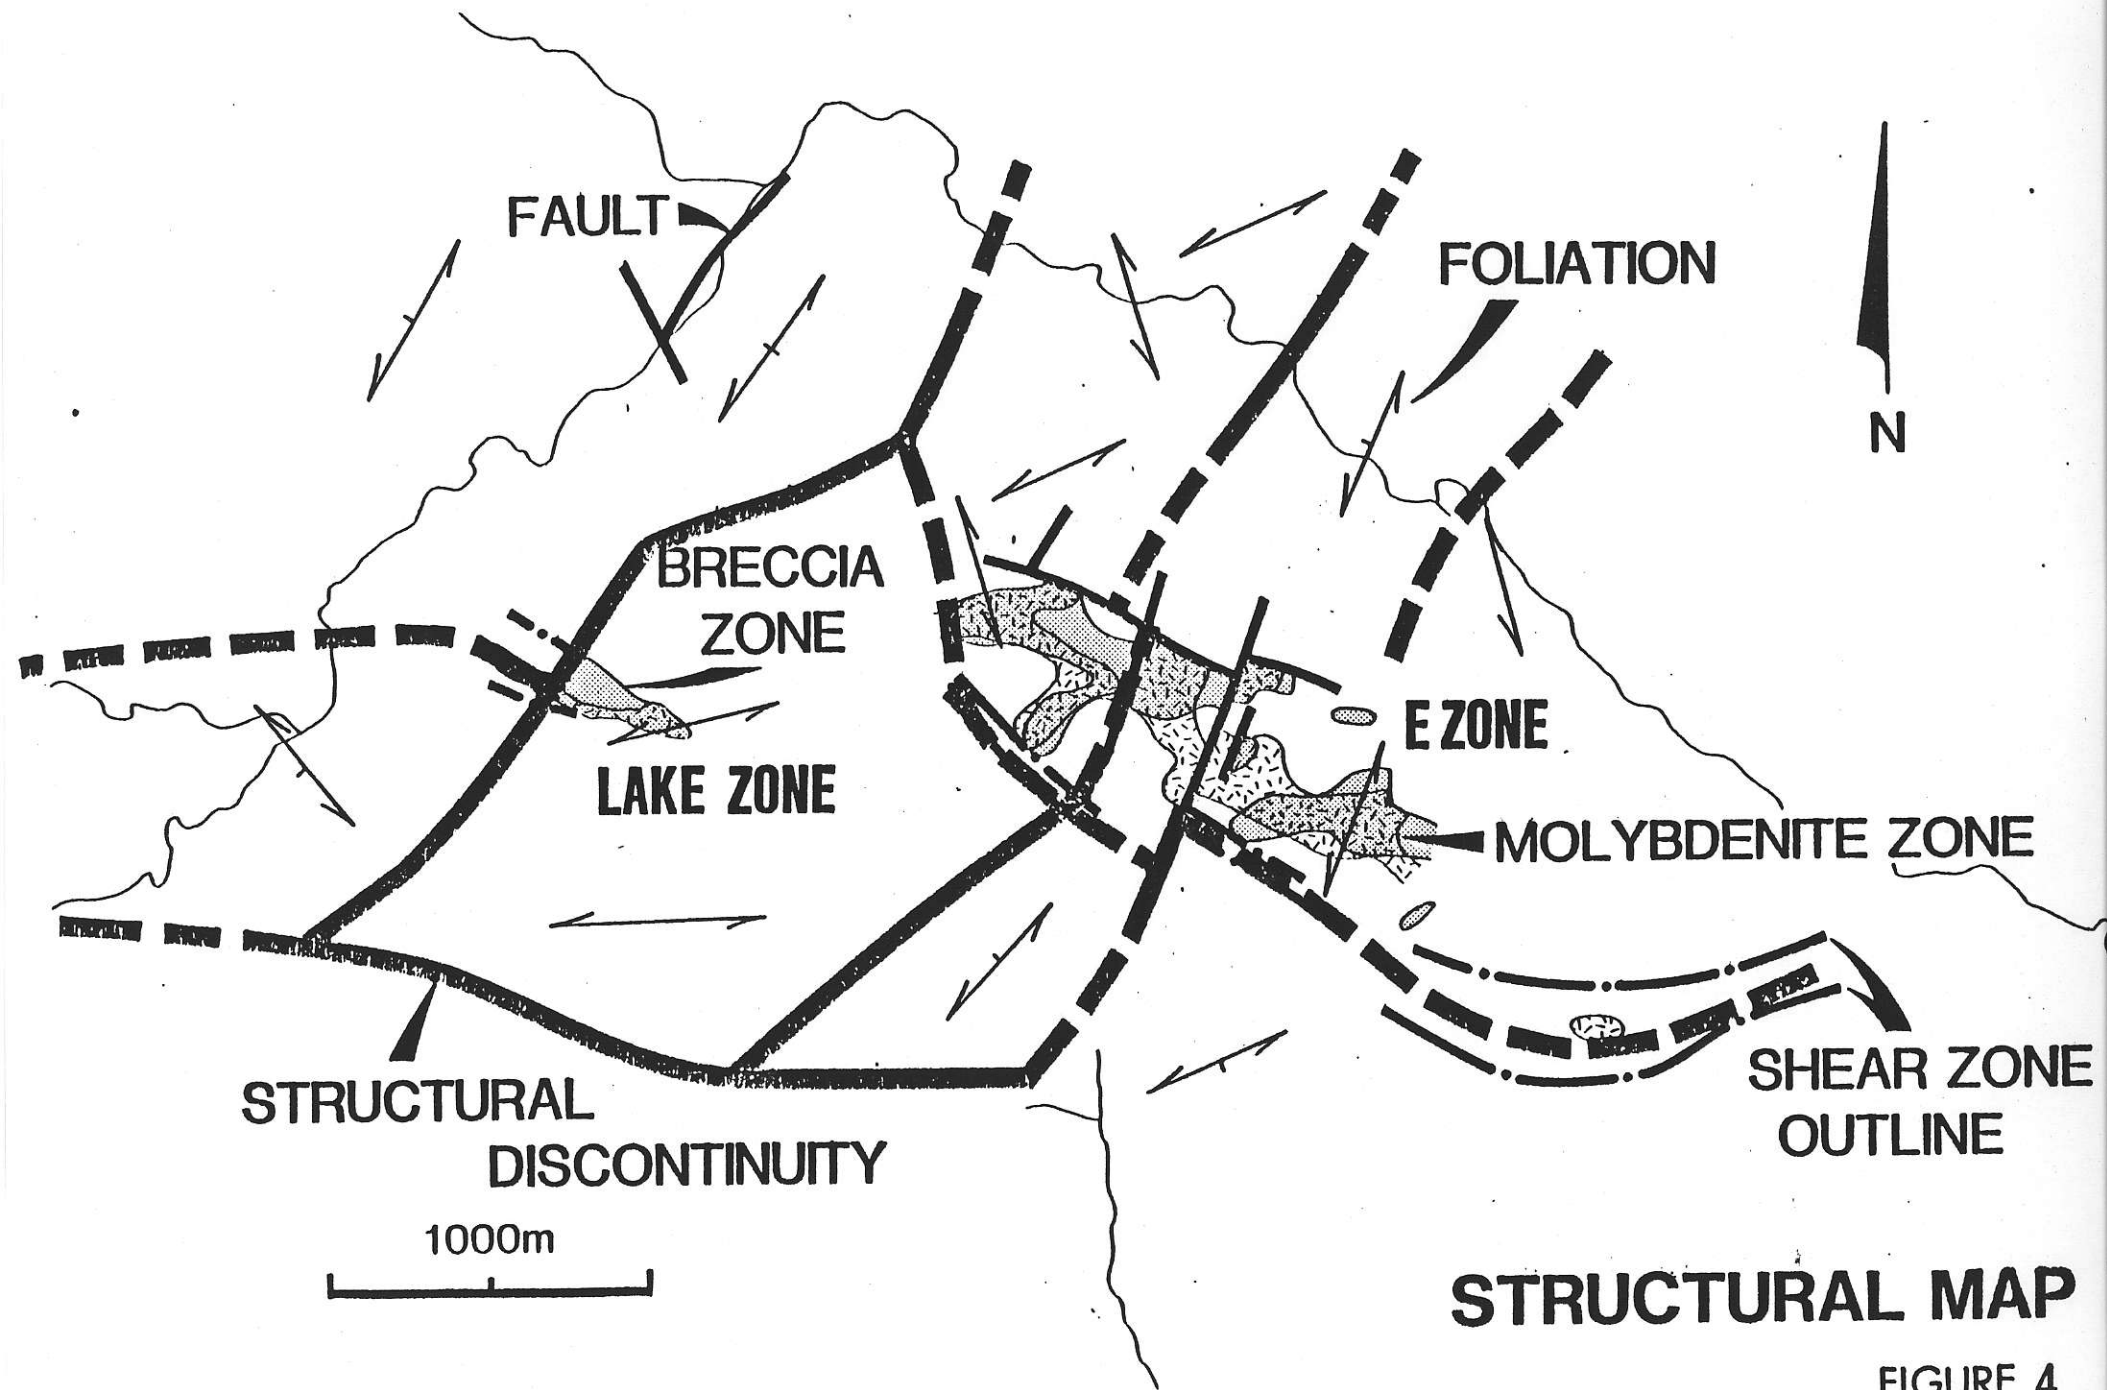 FAULT
FOLIATION
N
BRECCIA
ZONE
E ZONE
LAKE ZONE
MOLYBDENITE ZONE
SHEAR ZONE
OUTLINE
STRUCTURAL
DISCONTINUITY
1000m
STRUCTURAL MAP
FIGURE 4